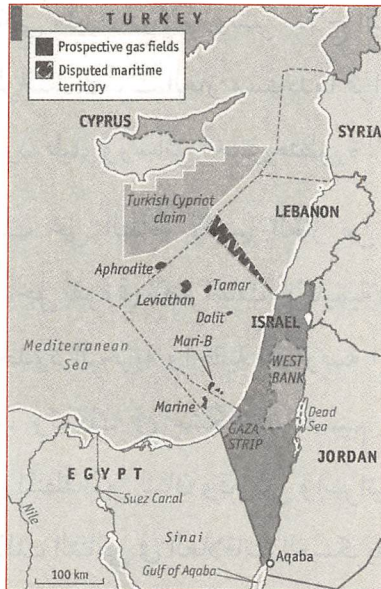 TURKEY
Prospective gas fields
Disputed maritime
territory
CYPRUS
SYRIA
Turkish Cypriot
claim
LEBANON
Aphrodite
Leviathan
Tamar
Dalit
ISRAEL
Mediterranean
Sea
Mari-B
WEST
BANK
Marine
GAZA
STRIP
Dead
Sea
EGYPT
JORDAN
Suez Canal
Nile
Sinai
Aqaba
100 km
Gulf of Aqaba